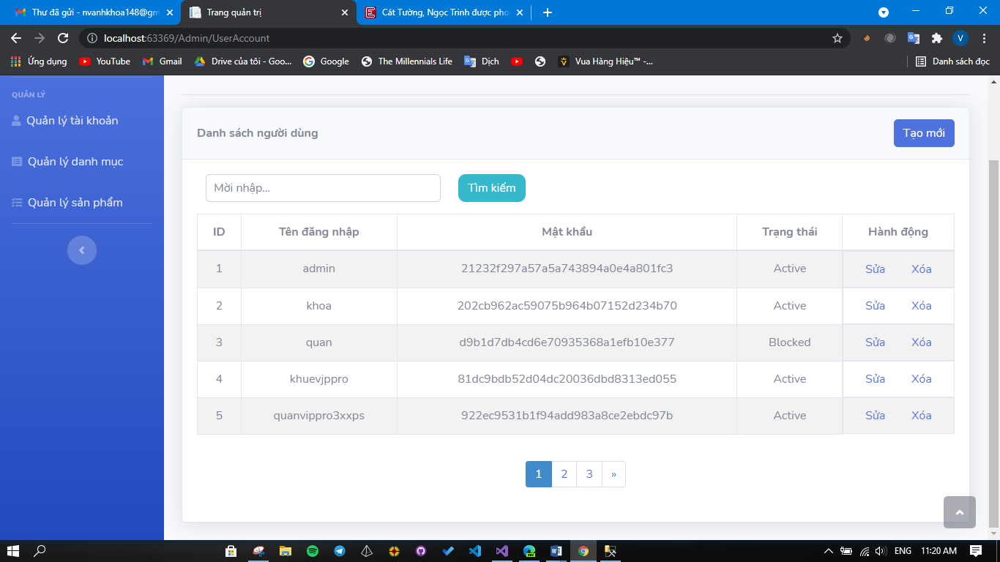 Thư đã gửi - nvanhkhoa148@gm
Trang quản trị
Cát Tường, Ngọc Trinh được pho
localhost:63369/Admin/UserAccount
V
Ứng dụng
YouTube
Gmail
Drive của tôi - Goo...
Google
The Millennials Life
Dịch
Vua Hàng Hiệu™ -...
Danh sách đọc
QUẢN LÝ
Quản lý tài khoản
Quản lý danh mục
Quản lý sản phẩm
Danh sách người dùng
Tạo mới
Mời nhập...
Tìm kiếm
ID Tên đăng nhập Mật khẩu Trạng thái Hành động
1 admin 21232f297a57a5a743894a0e4a801fc3 Active Sửa Xóa
2 khoa 202cb962ac59075b964b07152d234b70 Active Sửa Xóa
3 quan d9b1d7db4cd6e70935368a1efb10e377 Blocked Sửa Xóa
4 khuevjppro 81dc9bdb52d04dc20036dbd8313ed055 Active Sửa Xóa
5 quanvippro3xxps 922ec9531b1f94add983a8ce2ebdc97b Active Sửa Xóa
1 2 3 »
ENG 11:20 AM